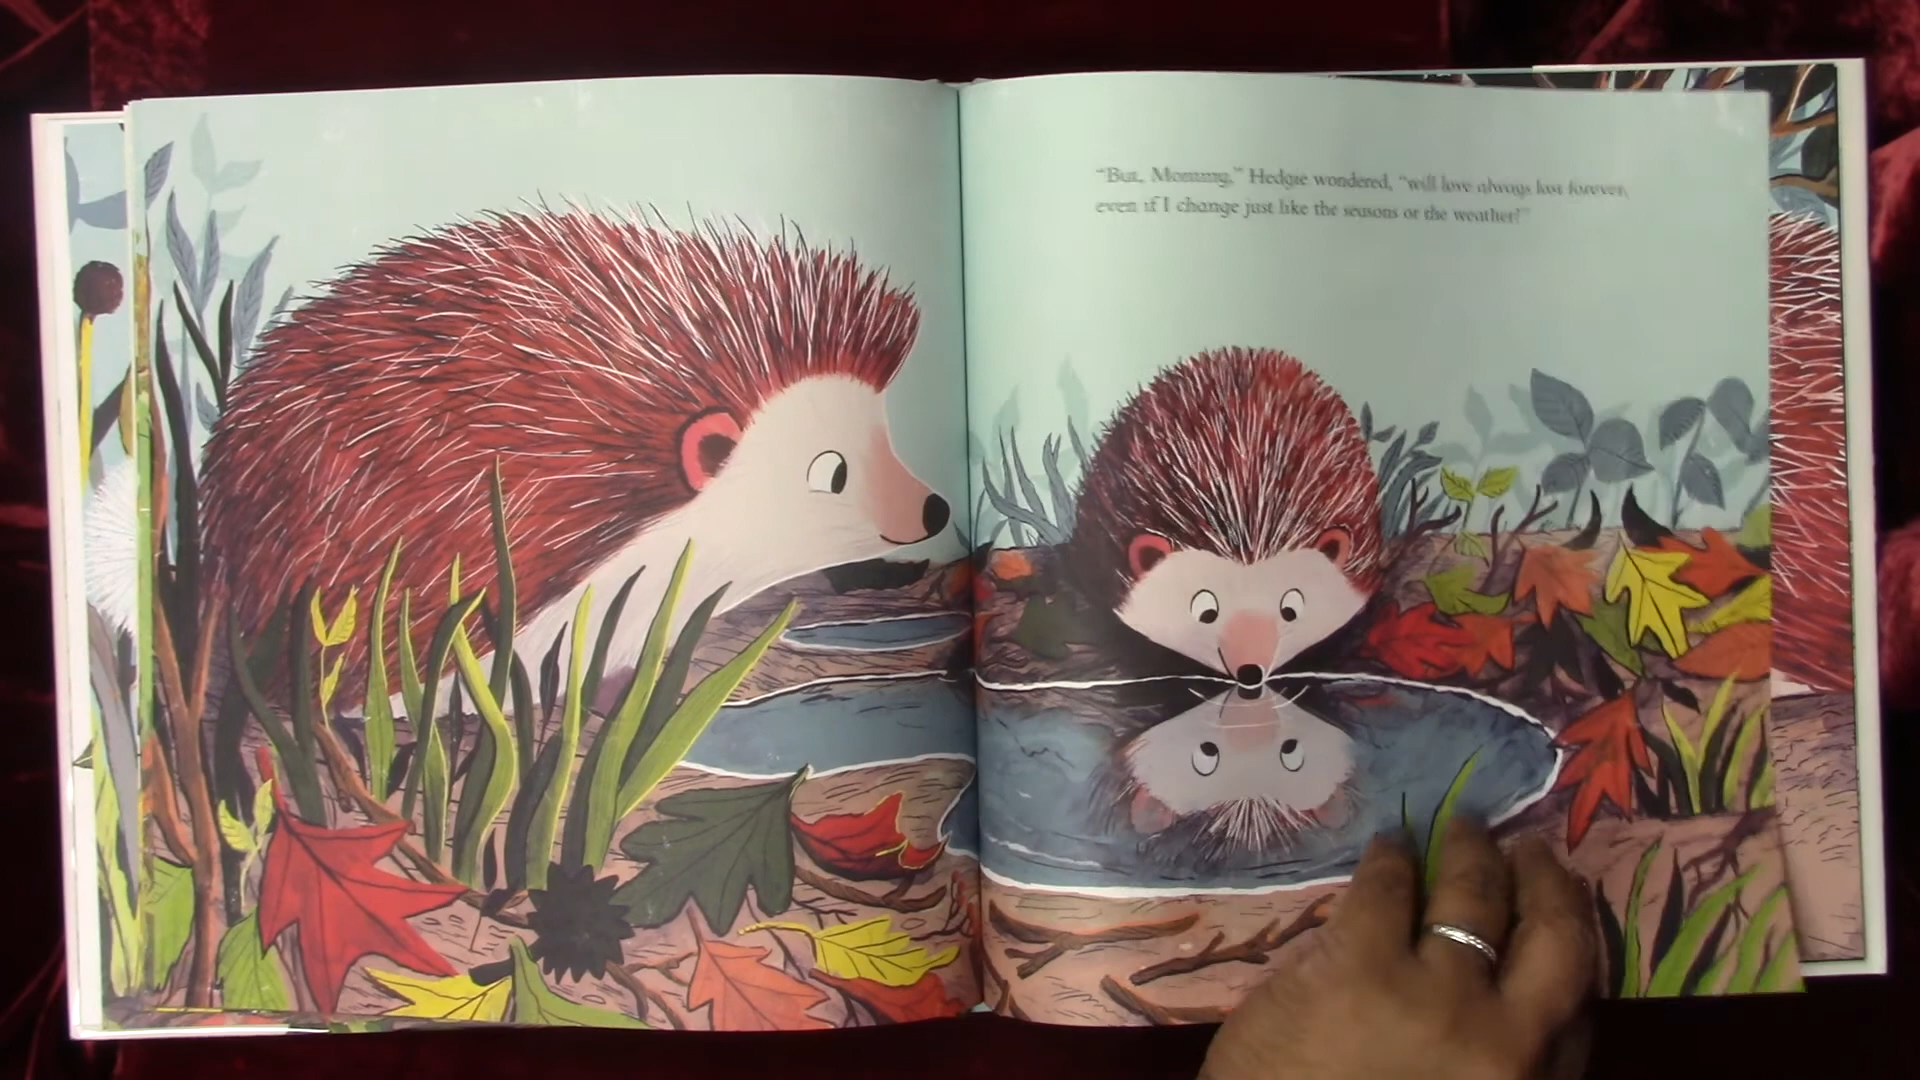 “But, Mommy,” Hedgie wondered, “will love always last forever,
even if I change just like the seasons or the weather?”